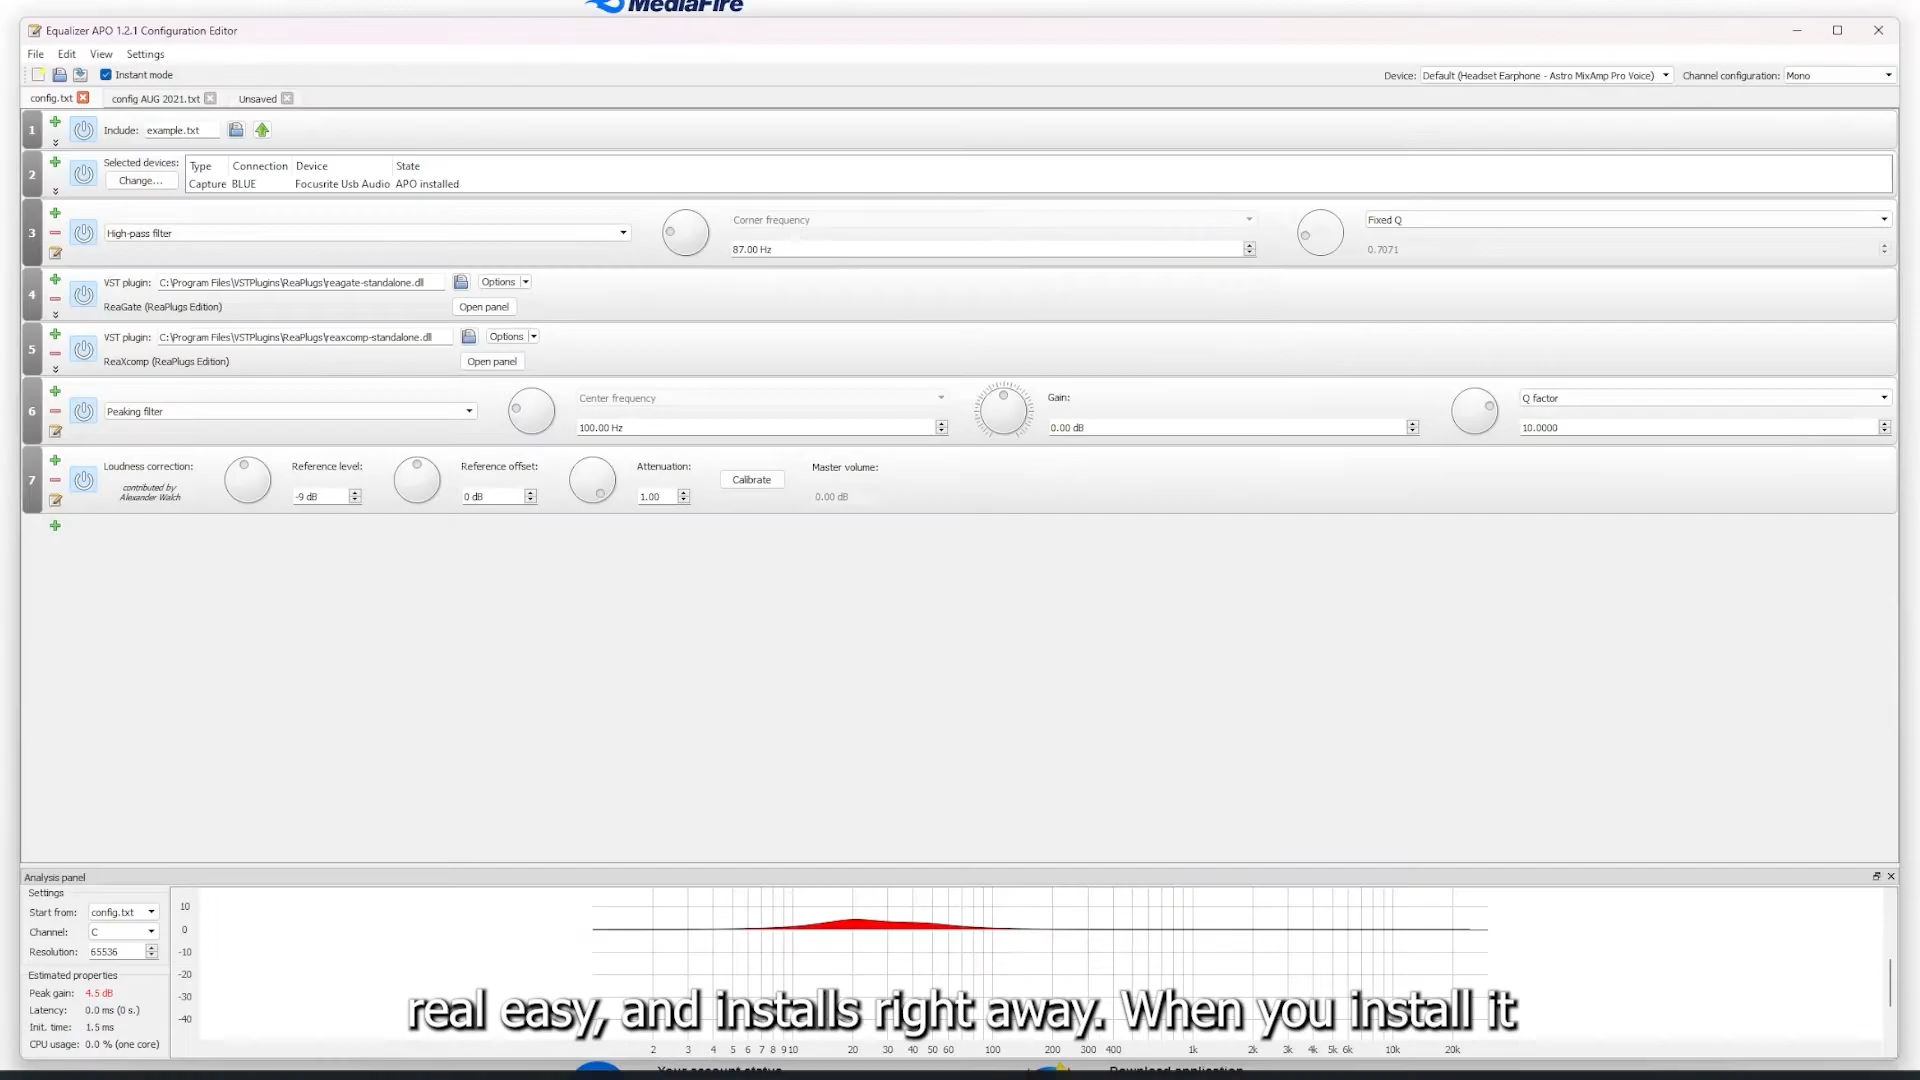 MediaFire
Equalizer APO 1.2.1 Configuration Editor
File Edit View Settings
Instant mode
Device: Default (Headset Earphone - Astro MixAmp Pro Voice) Channel configuration: Mono
config.txt config AUG 2021.txt Unsaved
1 Include: example.txt
2 Selected devices: Type Connection Device State
Change... Capture BLUE Focusrite Usb Audio APO installed
Corner frequency Fixed Q
3 High-pass filter
87.00 Hz 0.7071
VST plugin: C:\Program Files\VSTPlugins\ReaPlugs\reagate-standalone.dll Options
4
ReaGate (ReaPlugs Edition) Open panel
VST plugin: C:\Program Files\VSTPlugins\ReaPlugs\reaxcomp-standalone.dll Options
5
ReaXcomp (ReaPlugs Edition) Open panel
Center frequency Gain: Q factor
6 Peaking filter
100.00 Hz 0.00 dB 10.0000
Loudness correction: Reference level: Reference offset: Attenuation: Master volume:
7 Calibrate
contributed by
Alexander Walch
-9 dB 0 dB 1.00 0.00 dB
Analysis panel
Settings
Start from: config.txt
Channel: C
Resolution: 65536
Estimated properties
Peak gain: 4.5 dB
Latency: 0.0 ms (0 s.)
Init. time: 1.5 ms
CPU usage: 0.0 % (one core)
10
0
-10
-20
-30
-40
2 3 4 5 6 7 8 9 10 20 30 40 50 60 100 200 300 400 1k 2k 3k 4k 5k 6k 10k 20k
real easy, and installs right away. When you install it
Your account status
Download application